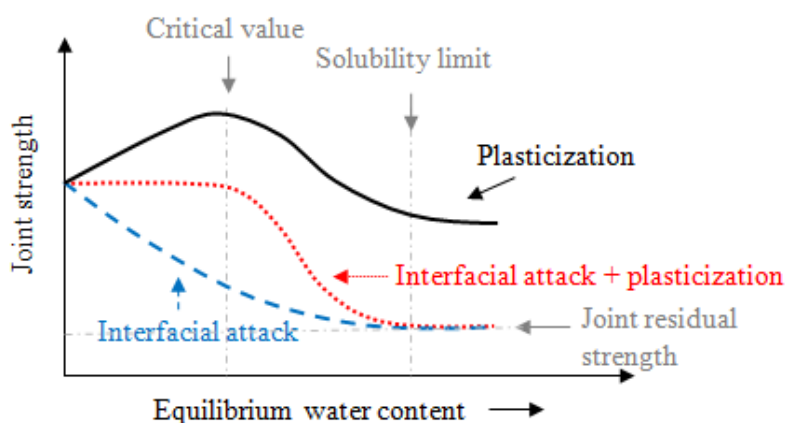 Critical value
Solubility limit
Plasticization
Joint strength
Interfacial attack + plasticization
Interfacial attack
Joint residual
strength
Equilibrium water content